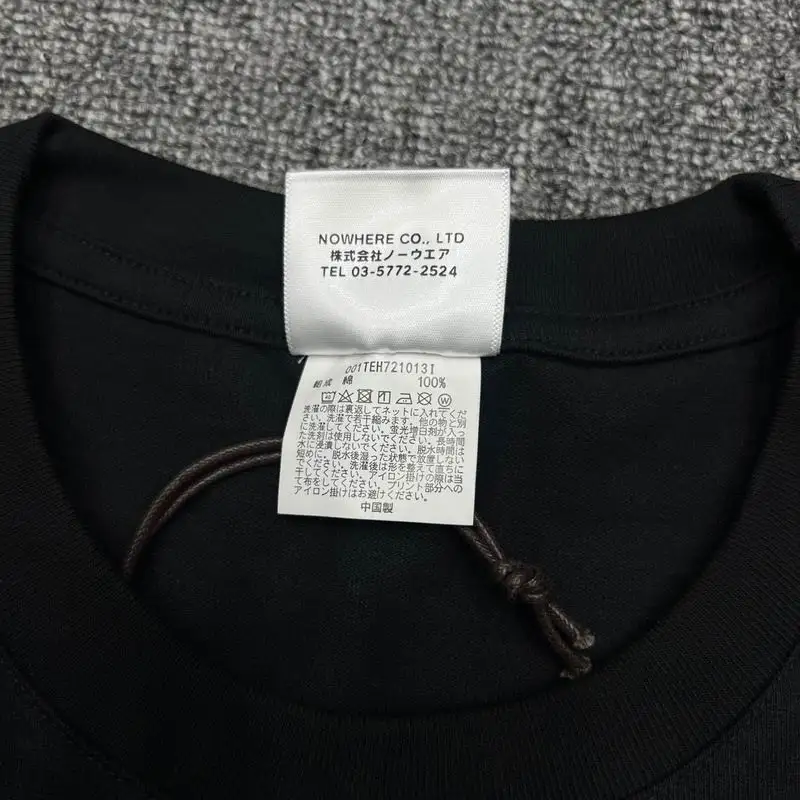 NOWHERE CO., LTD
株式会社ノーウエア
TEL 03-5772-2524
001TEH721013I
組成 綿 100%
洗濯の際は裏返してネットに入れてくだ
さい。洗濯で若干縮みます。他の物と別
に洗濯してください。蛍光増白剤が入っ
た洗剤は使用しないでください。長時間
水に浸漬しないでください。脱水時間は
短めに。脱水後湿った状態で放置しない
でください。洗濯後は形を整えて直ちに
干してください。アイロン掛けの際は当
て布をしてください。プリント部分への
アイロン掛けはお避けください。
中国製